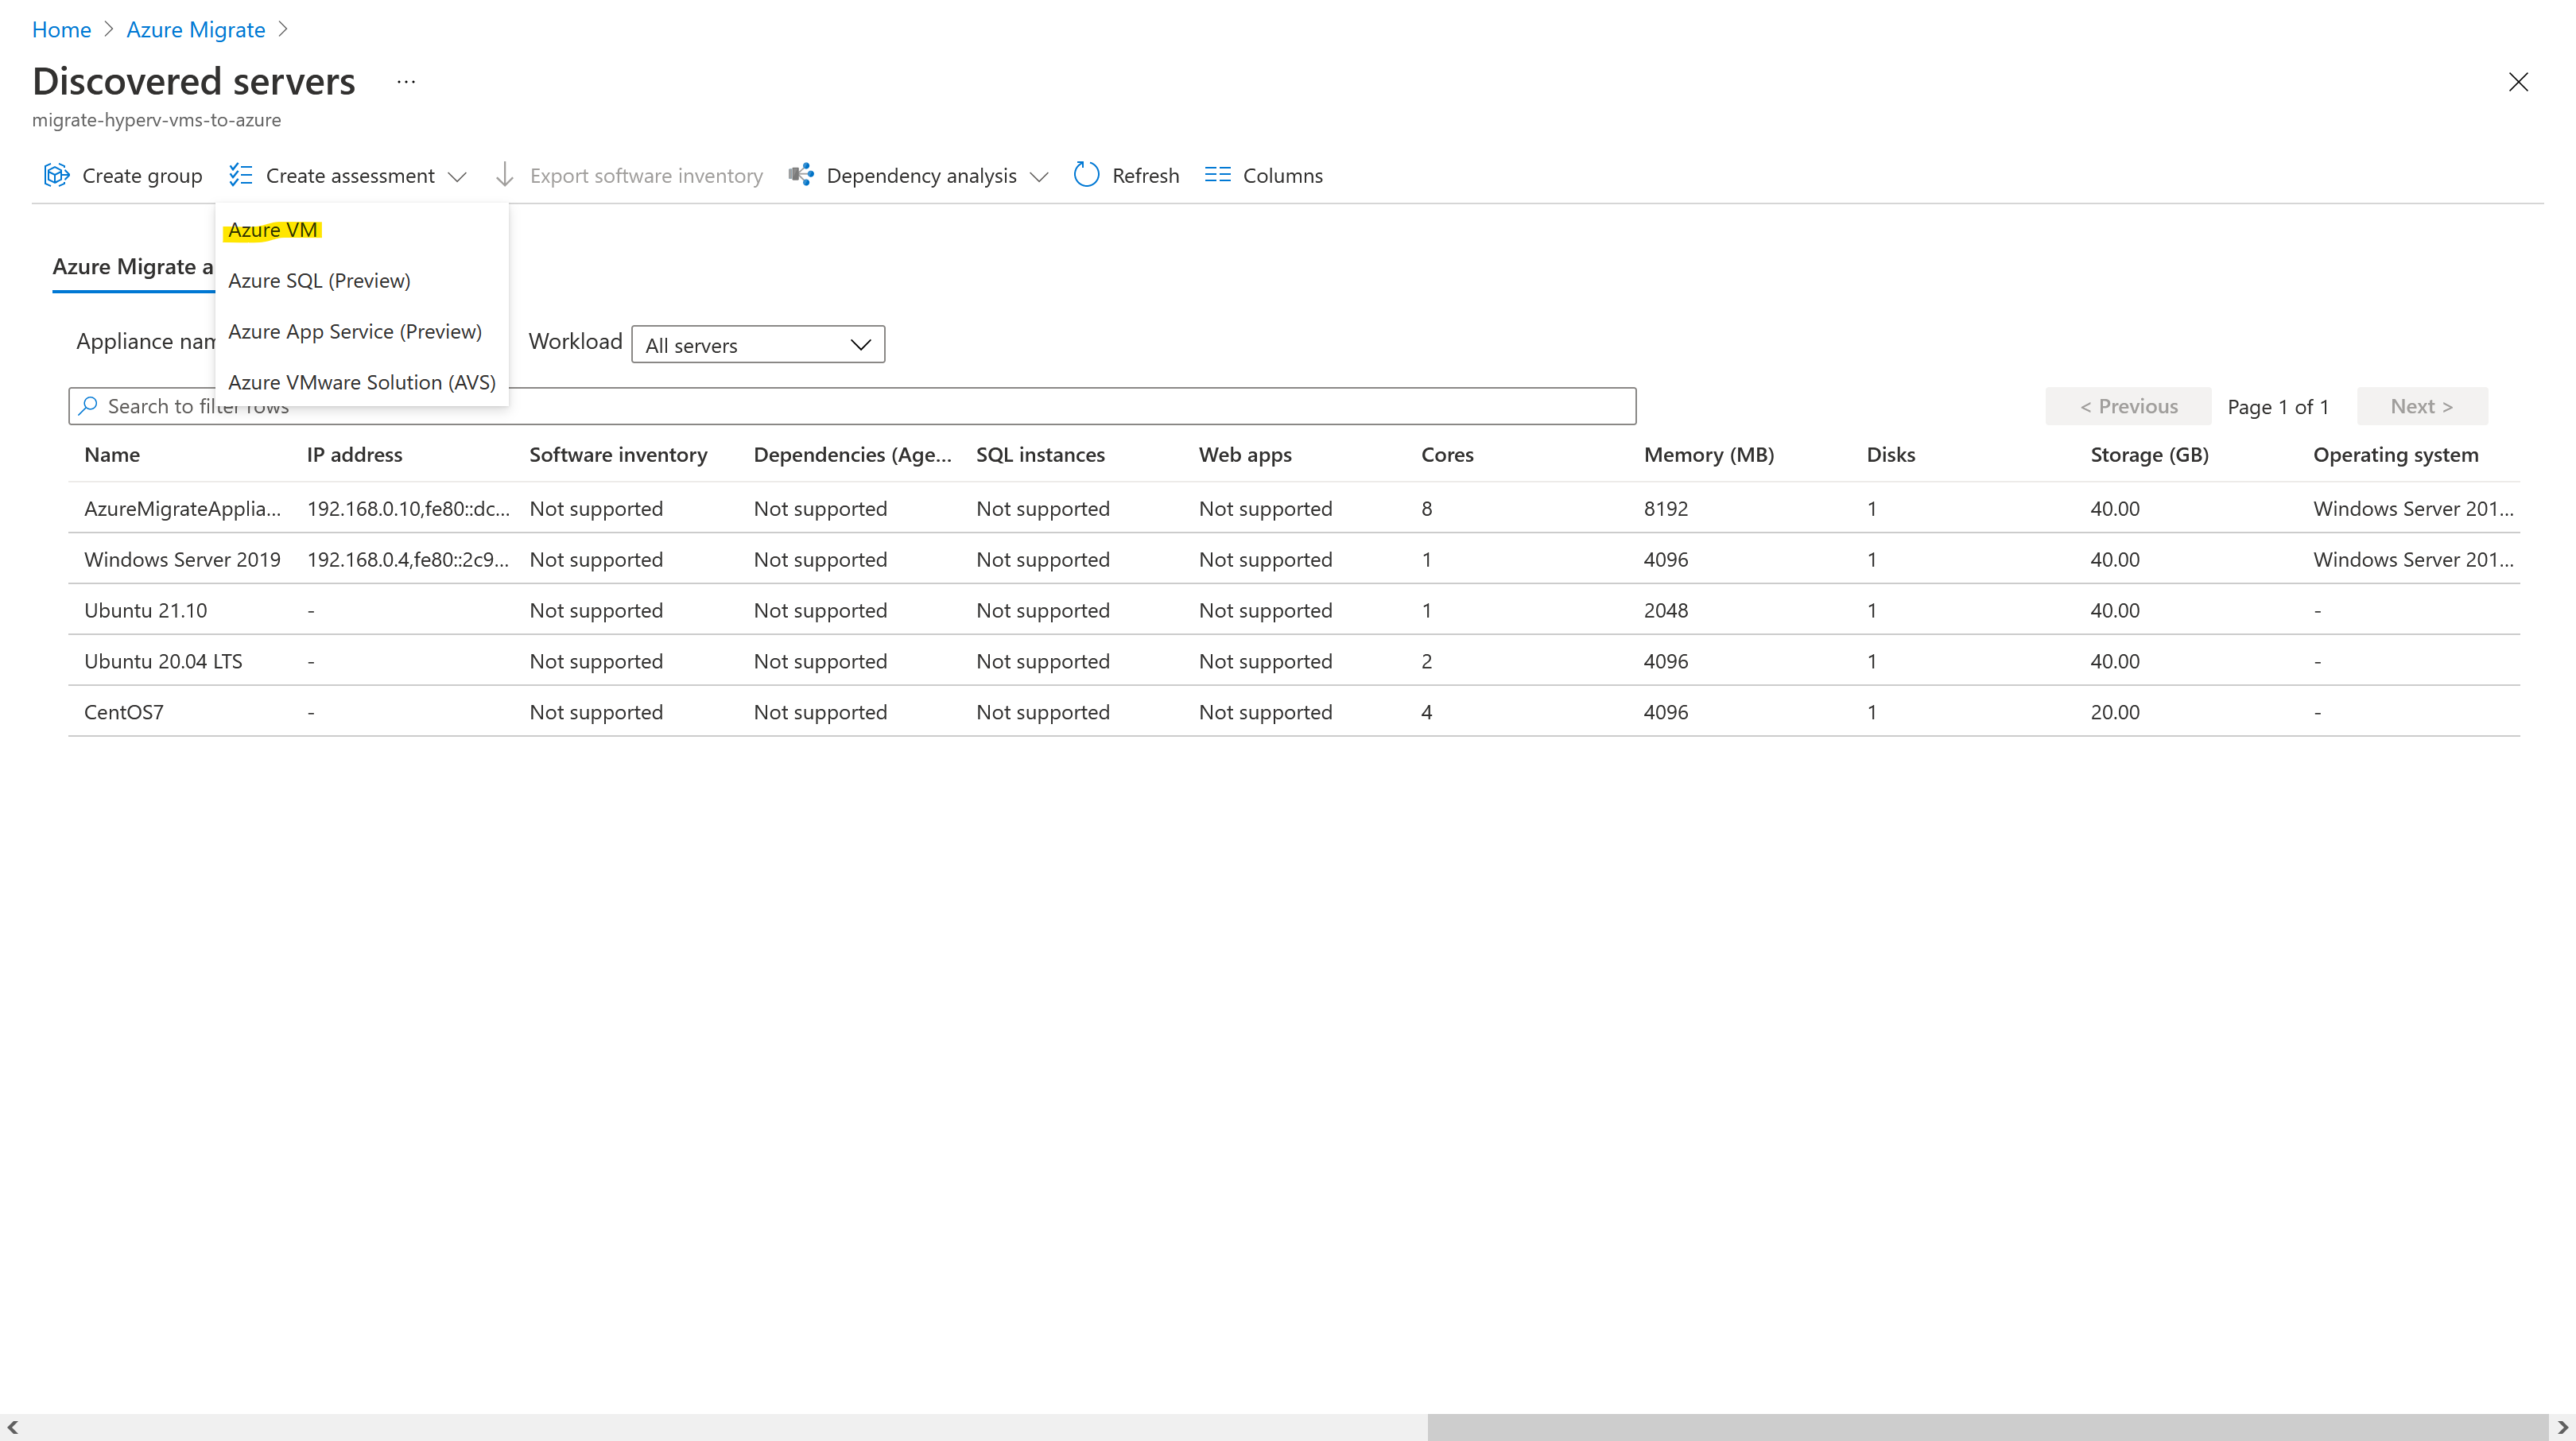 Home > Azure Migrate >
Discovered servers ...
migrate-hyperv-vms-to-azure
Create group Create assessment Export software inventory Dependency analysis Refresh Columns
Azure VM
Azure Migrate a
Azure SQL (Preview)
Azure App Service (Preview)
Appliance nam Workload All servers
Azure VMware Solution (AVS)
Search to filter rows < Previous Page 1 of 1 Next >
Name IP address Software inventory Dependencies (Age... SQL instances Web apps Cores Memory (MB) Disks Storage (GB) Operating system
AzureMigrateApplia... 192.168.0.10,fe80::dc... Not supported Not supported Not supported Not supported 8 8192 1 40.00 Windows Server 201...
Windows Server 2019 192.168.0.4,fe80::2c9... Not supported Not supported Not supported Not supported 1 4096 1 40.00 Windows Server 201...
Ubuntu 21.10 - Not supported Not supported Not supported Not supported 1 2048 1 40.00 -
Ubuntu 20.04 LTS - Not supported Not supported Not supported Not supported 2 4096 1 40.00 -
CentOS7 - Not supported Not supported Not supported Not supported 4 4096 1 20.00 -